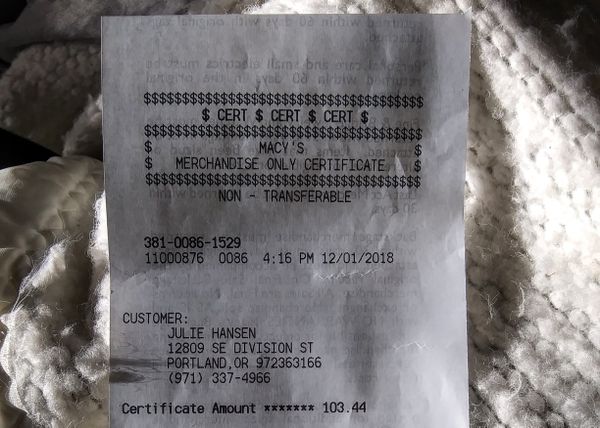 $$$$$$$$$$$$$$$$$$$$$$$$$$$$$$$$$$$$$
$ CERT $ CERT $ CERT $
$$$$$$$$$$$$$$$$$$$$$$$$$$$$$$$$$$$$$
$ MACY'S $
$ MERCHANDISE ONLY CERTIFICATE $
$$$$$$$$$$$$$$$$$$$$$$$$$$$$$$$$$$$$$
NON - TRANSFERABLE
381-0086-1529
11000876 0086 4:16 PM 12/01/2018
CUSTOMER:
JULIE HANSEN
12809 SE DIVISION ST
PORTLAND,OR 972363166
(971) 337-4966
Certificate Amount ******* 103.44